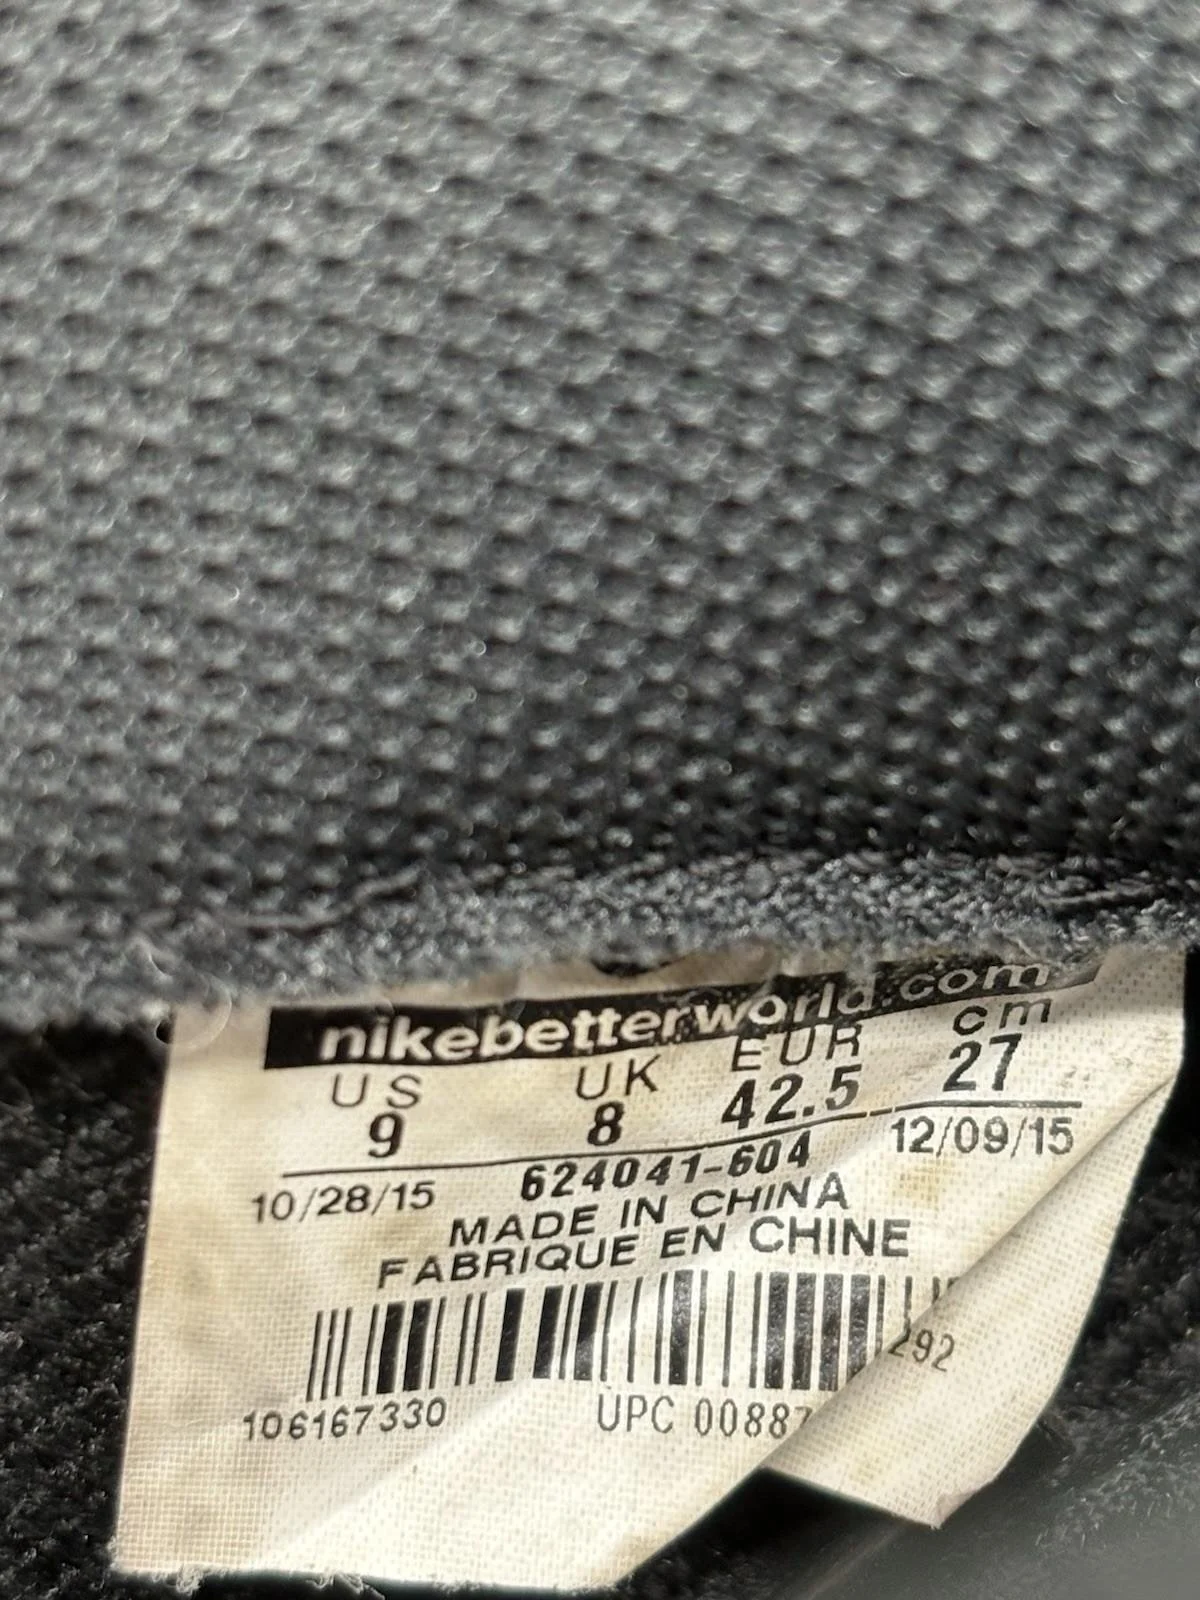 nikebetterworld.com
US UK EUR cm
9 8 42.5 27
10/28/15 624041-604 12/09/15
MADE IN CHINA
FABRIQUE EN CHINE
292
106167330 UPC 00887